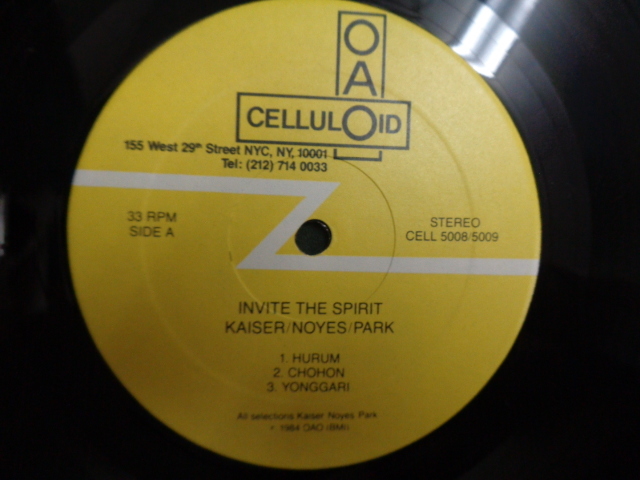 OAO
CELLULOID
155 West 29th Street NYC, NY, 10001
Tel: (212) 714 0033
33 RPM
SIDE A
STEREO
CELL 5008/5009
INVITE THE SPIRIT
KAISER/NOYES/PARK
1. HURUM
2. CHOHON
3. YONGGARI
All selections Kaiser Noyes Park
© 1984 OAO (BMI)